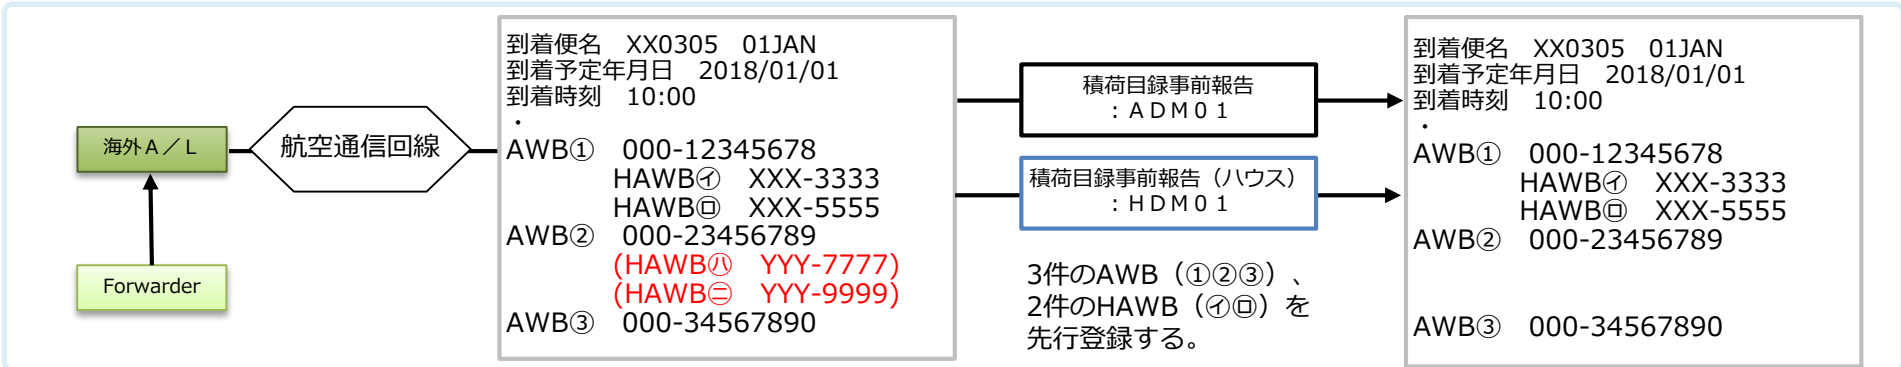 海外Ａ／Ｌ
Forwarder
航空通信回線
到着便名　XX0305　01JAN
到着予定年月日　2018/01/01
到着時刻　10:00
・
AWB①　000-12345678
HAWB㋑　XXX-3333
HAWB㋺　XXX-5555
AWB②　000-23456789
(HAWB㋩　YYY-7777)
(HAWB㊁　YYY-9999)
AWB③　000-34567890
積荷目録事前報告
：ＡＤＭ０１
積荷目録事前報告（ハウス）
：ＨＤＭ０１
3件のAWB（①②③）、
2件のHAWB（㋑㋺）を
先行登録する。
到着便名　XX0305　01JAN
到着予定年月日　2018/01/01
到着時刻　10:00
・
AWB①　000-12345678
HAWB㋑　XXX-3333
HAWB㋺　XXX-5555
AWB②　000-23456789
AWB③　000-34567890